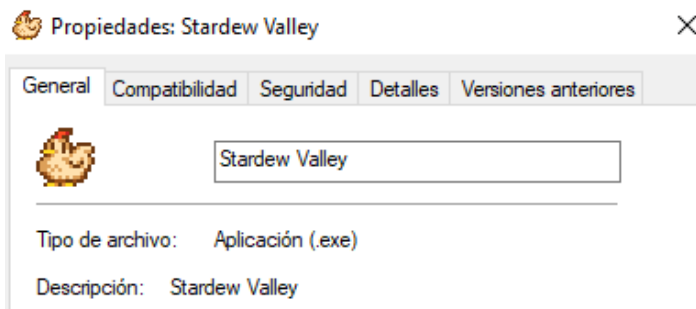 Propiedades: Stardew Valley
General Compatibilidad Seguridad Detalles Versiones anteriores
Stardew Valley
Tipo de archivo: Aplicación (.exe)
Descripción: Stardew Valley